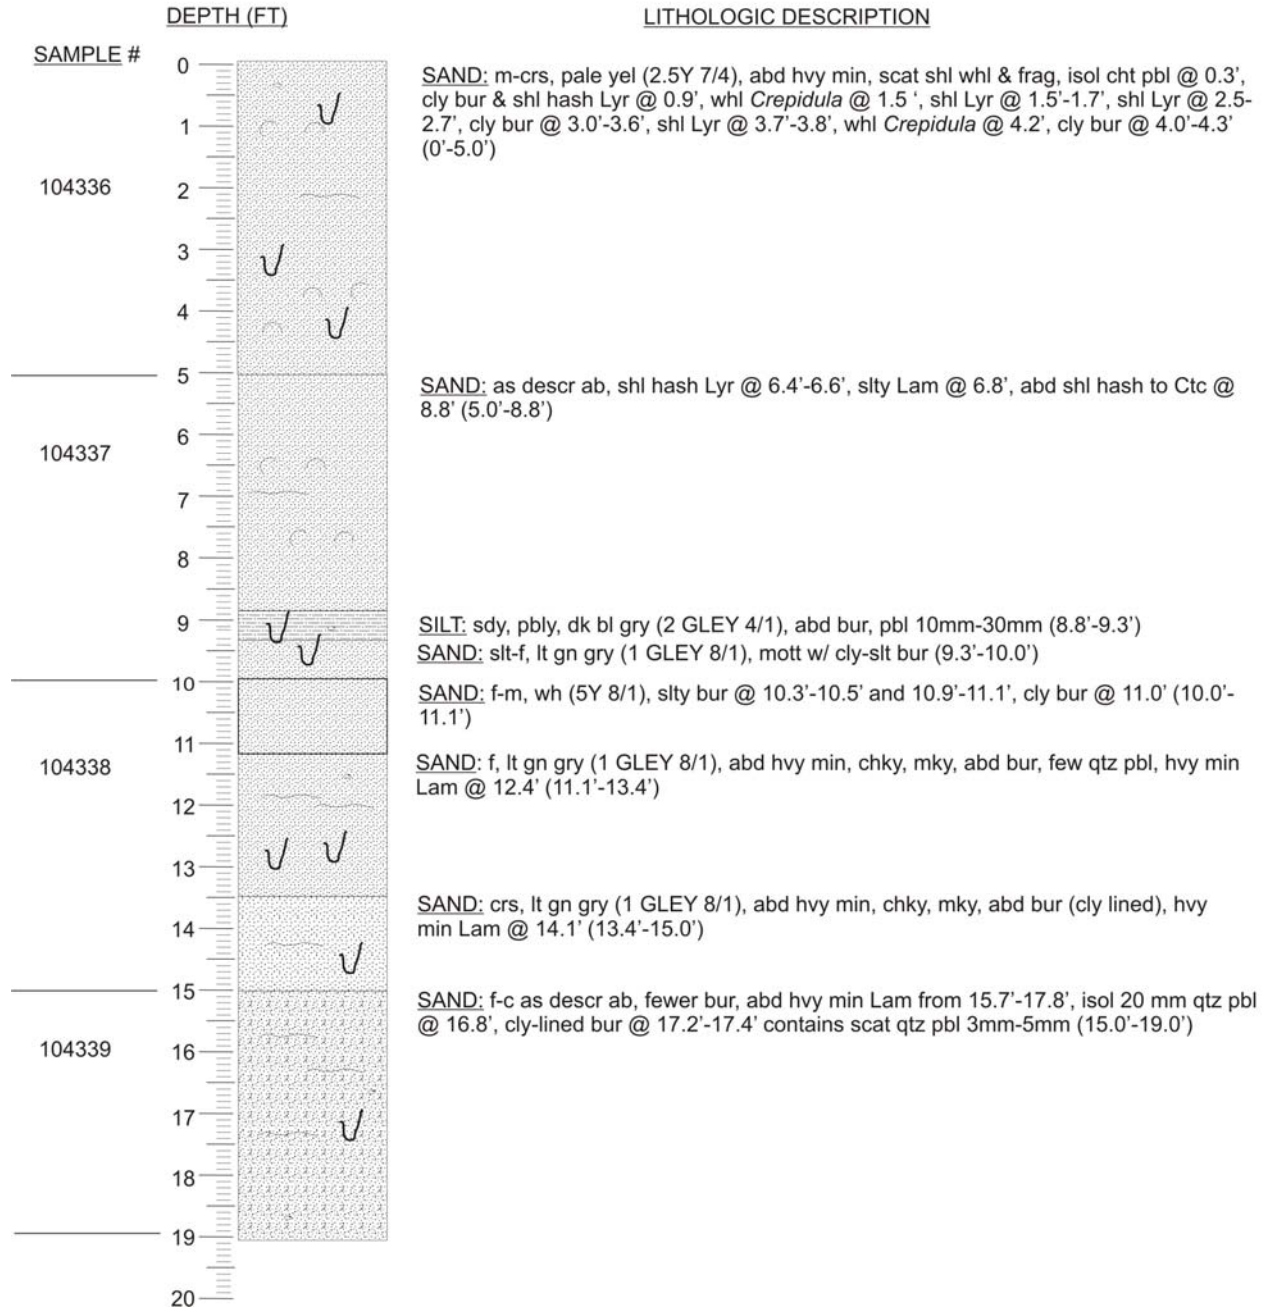 DEPTH (FT)
LITHOLOGIC DESCRIPTION
SAMPLE #
0
SAND: m-crs, pale yel (2.5Y 7/4), abd hvy min, scat shl whl & frag, isol cht pbl @ 0.3',
cly bur & shl hash Lyr @ 0.9', whl Crepidula @ 1.5 ‘, shl Lyr @ 1.5'-1.7', shl Lyr @ 2.5-
2.7', cly bur @ 3.0'-3.6', shl Lyr @ 3.7'-3.8', whl Crepidula @ 4.2', cly bur @ 4.0'-4.3'
(0'-5.0')
1
104336
2
3
4
5
SAND: as descr ab, shl hash Lyr @ 6.4'-6.6', slty Lam @ 6.8', abd shl hash to Ctc @
8.8' (5.0'-8.8')
6
104337
7
8
9
SILT: sdy, pbly, dk bl gry (2 GLEY 4/1), abd bur, pbl 10mm-30mm (8.8'-9.3')
SAND: slt-f, lt gn gry (1 GLEY 8/1), mott w/ cly-slt bur (9.3'-10.0')
10
SAND: f-m, wh (5Y 8/1), slty bur @ 10.3'-10.5' and 10.9'-11.1', cly bur @ 11.0' (10.0'-
11.1')
11
104338
SAND: f, lt gn gry (1 GLEY 8/1), abd hvy min, chky, mky, abd bur, few qtz pbl, hvy min
Lam @ 12.4' (11.1'-13.4')
12
13
SAND: crs, lt gn gry (1 GLEY 8/1), abd hvy min, chky, mky, abd bur (cly lined), hvy
min Lam @ 14.1' (13.4'-15.0')
14
15
SAND: f-c as descr ab, fewer bur, abd hvy min Lam from 15.7'-17.8', isol 20 mm qtz pbl
@ 16.8', cly-lined bur @ 17.2'-17.4' contains scat qtz pbl 3mm-5mm (15.0'-19.0')
104339
16
17
18
19
20